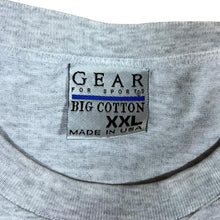 GEAR
FOR SPORTS
BIG COTTON
XXL
MADE IN USA